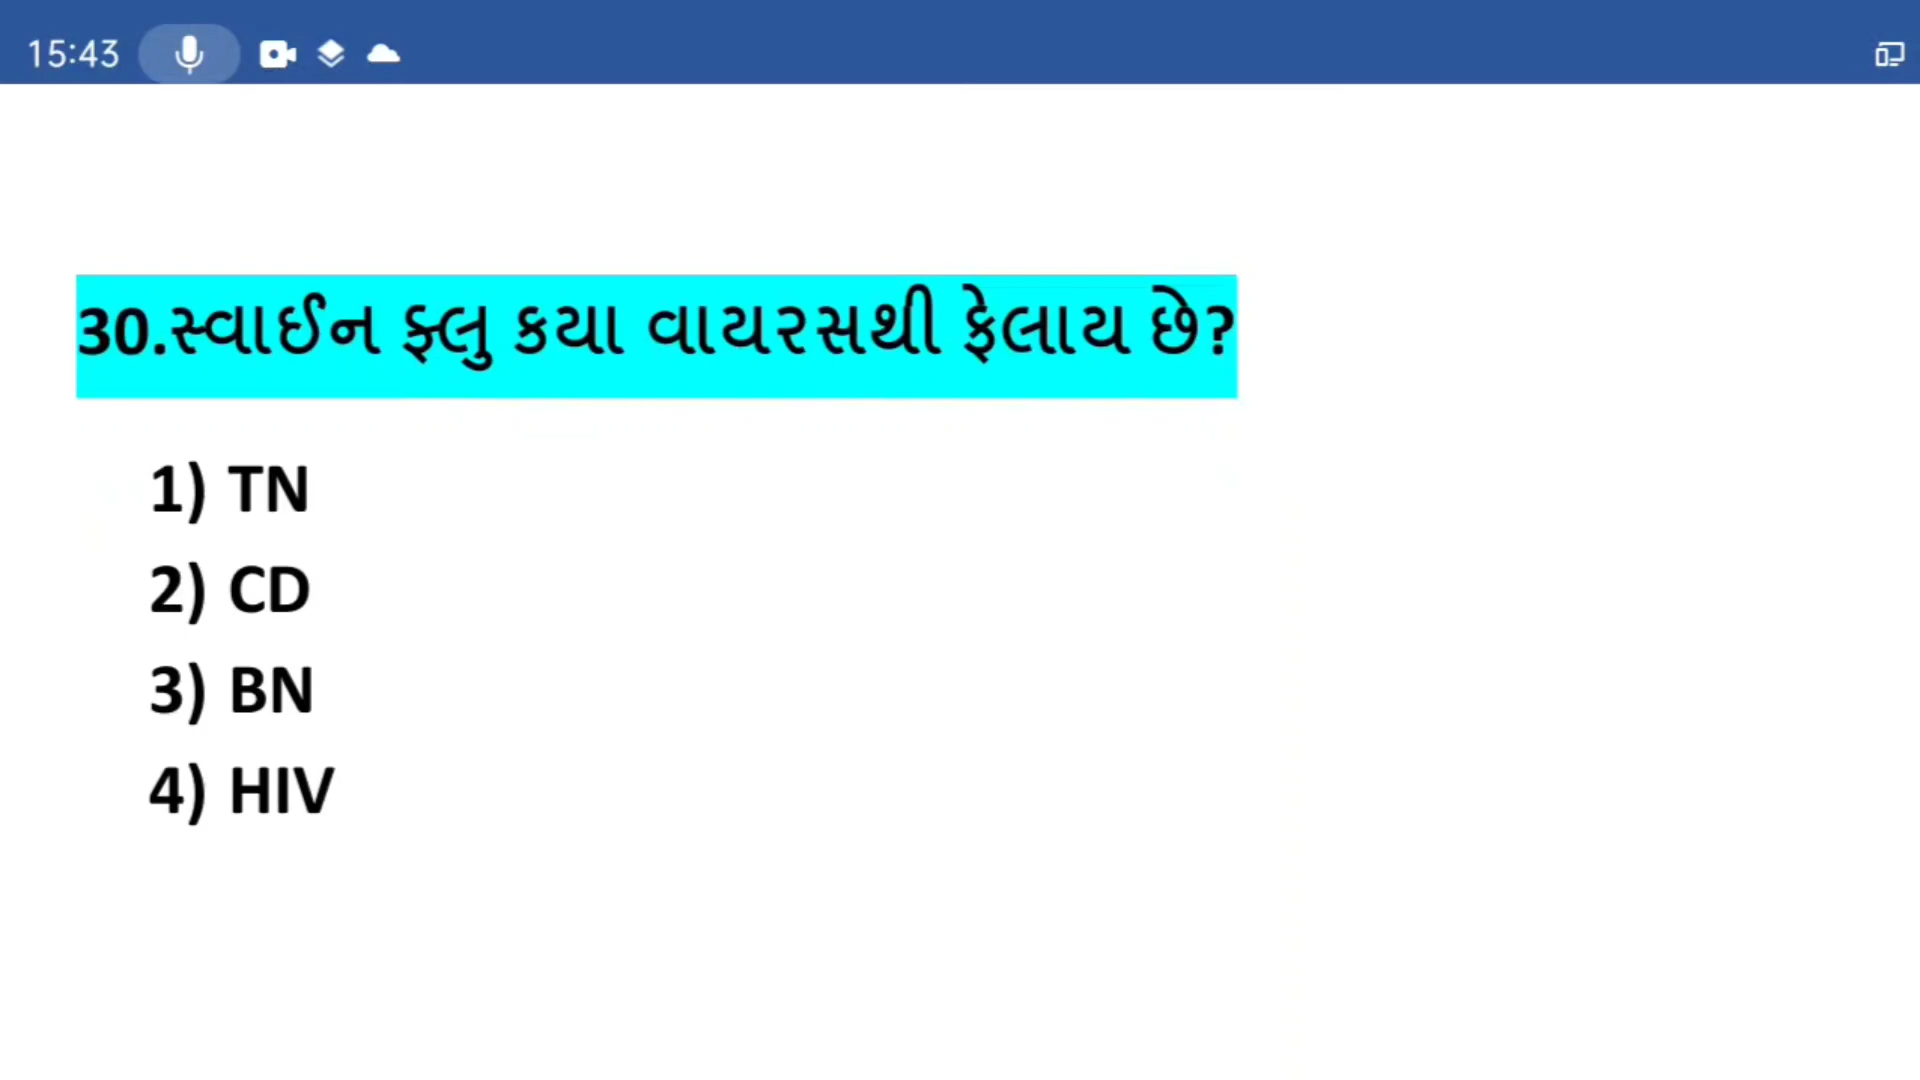 15:43
30.સ્વાઈન ફ્લુ કયા વાયરસથી ફેલાય છે?
1) TN
2) CD
3) BN
4) HIV